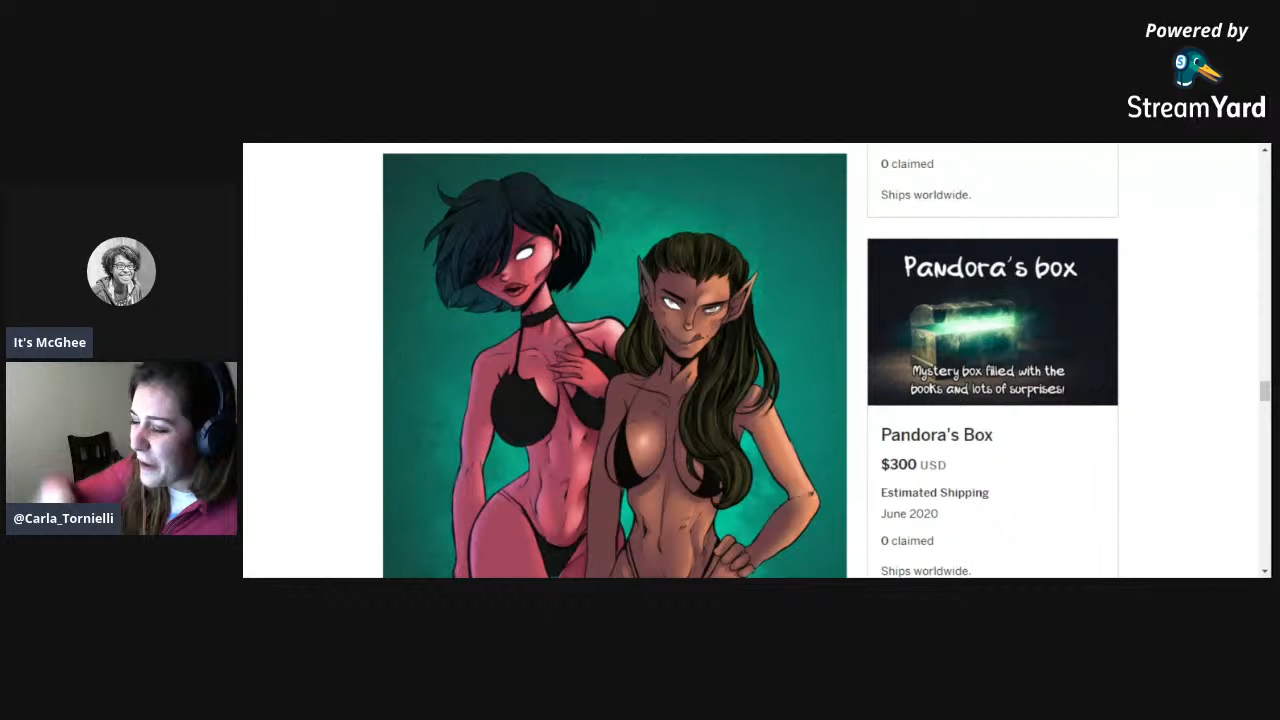 Powered by
S
StreamYard
It's McGhee
@Carla_Tornielli
0 claimed
Ships worldwide.
Pandora's box
Mystery box filled with the
books and lots of surprises!
Pandora's Box
$300 USD
Estimated Shipping
June 2020
0 claimed
Ships worldwide.